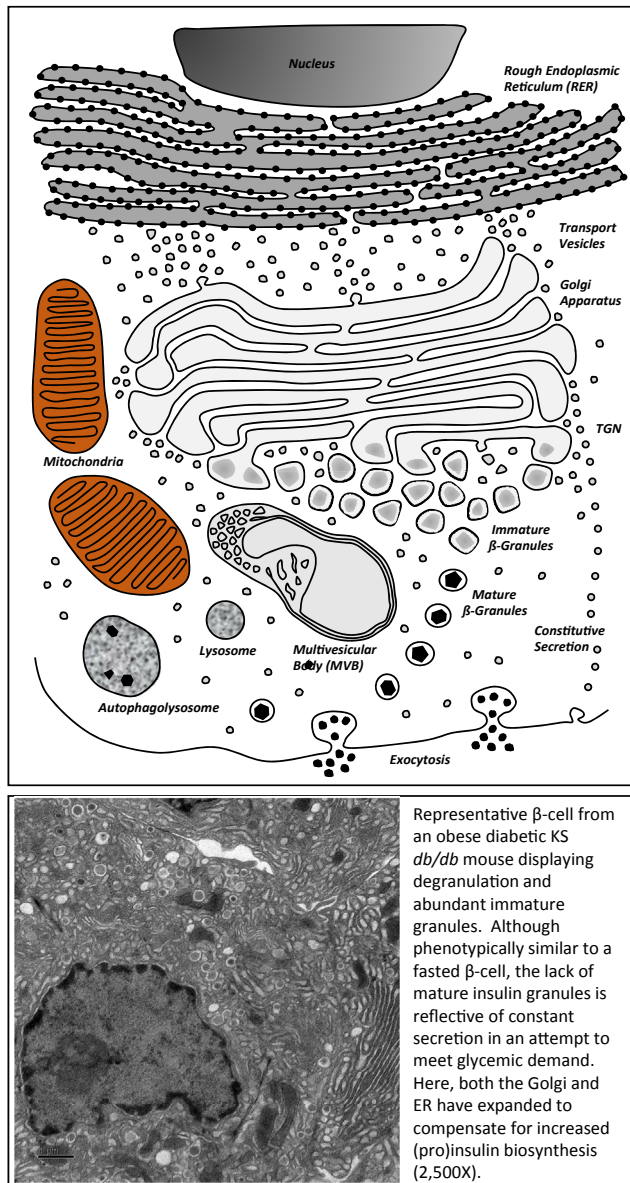 Nucleus
Rough Endoplasmic
Reticulum (RER)
Transport
Vesicles
Golgi
Apparatus
TGN
Mitochondria
Immature
β-Granules
Mature
β-Granules
Lysosome
Multivesicular
Body (MVB)
Constitutive
Secretion
Autophagolysosome
Exocytosis
Representative β-cell from
an obese diabetic KS
db/db mouse displaying
degranulation and
abundant immature
granules. Although
phenotypically similar to a
fasted β-cell, the lack of
mature insulin granules is
reflective of constant
secretion in an attempt to
meet glycemic demand.
Here, both the Golgi and
ER have expanded to
compensate for increased
(pro)insulin biosynthesis
(2,500X).